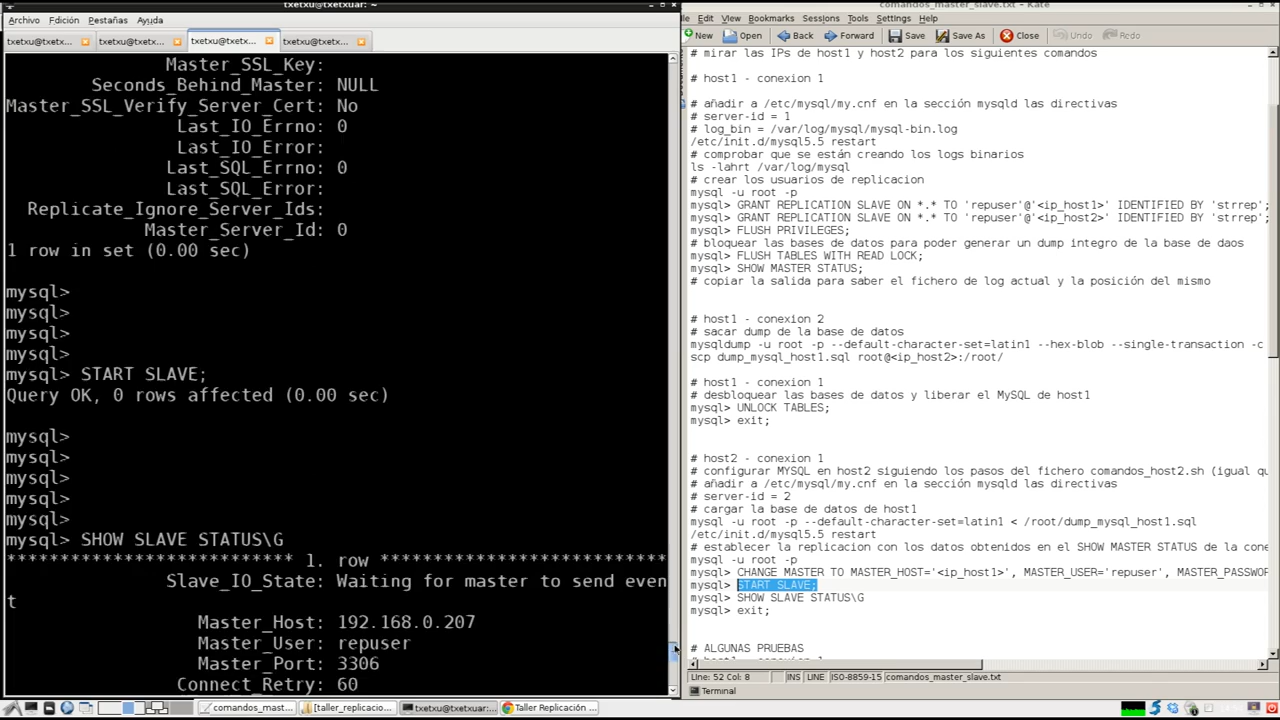 txetxu@txetxuar: ~
Archivo Edición Pestañas Ayuda
txetxu@txetx... txetxu@txetx... txetxu@txetx... txetxu@txetx...
Master_SSL_Key:
Seconds_Behind_Master: NULL
Master_SSL_Verify_Server_Cert: No
Last_IO_Errno: 0
Last_IO_Error:
Last_SQL_Errno: 0
Last_SQL_Error:
Replicate_Ignore_Server_Ids:
Master_Server_Id: 0
1 row in set (0.00 sec)
mysql>
mysql>
mysql>
mysql>
mysql> START SLAVE;
Query OK, 0 rows affected (0.00 sec)
mysql>
mysql>
mysql>
mysql>
mysql>
mysql> SHOW SLAVE STATUS\G
*************************** 1. row ***************************
Slave_IO_State: Waiting for master to send even
t
Master_Host: 192.168.0.207
Master_User: repuser
Master_Port: 3306
Connect_Retry: 60
comandos_master_slave.txt - Kate
Edit View Bookmarks Sessions Tools Settings Help
New Open Back Forward Save Save As Close Undo Redo
# mirar las IPs de host1 y host2 para los siguientes comandos
# host1 - conexion 1
# añadir a /etc/mysql/my.cnf en la sección mysqld las directivas
# server-id = 1
# log_bin = /var/log/mysql/mysql-bin.log
/etc/init.d/mysql5.5 restart
# comprobar que se están creando los logs binarios
ls -lahrt /var/log/mysql
# crear los usuarios de replicacion
mysql -u root -p
mysql> GRANT REPLICATION SLAVE ON *.* TO 'repuser'@'<ip_host1>' IDENTIFIED BY 'strrep';
mysql> GRANT REPLICATION SLAVE ON *.* TO 'repuser'@'<ip_host2>' IDENTIFIED BY 'strrep';
mysql> FLUSH PRIVILEGES;
# bloquear las bases de datos para poder generar un dump integro de la base de daos
mysql> FLUSH TABLES WITH READ LOCK;
mysql> SHOW MASTER STATUS;
# copiar la salida para saber el fichero de log actual y la posición del mismo
# host1 - conexion 2
# sacar dump de la base de datos
mysqldump -u root -p --default-character-set=latin1 --hex-blob --single-transaction -c
scp dump_mysql_host1.sql root@<ip_host2>:/root/
# host1 - conexion 1
# desbloquear las bases de datos y liberar el MySQL de host1
mysql> UNLOCK TABLES;
mysql> exit;
# host2 - conexion 1
# configurar MYSQL en host2 siguiendo los pasos del fichero comandos_host2.sh (igual q
# añadir a /etc/mysql/my.cnf en la sección mysqld las directivas
# server-id = 2
# cargar la base de datos de host1
mysql -u root -p --default-character-set=latin1 < /root/dump_mysql_host1.sql
/etc/init.d/mysql5.5 restart
# establecer la replicacion con los datos obtenidos en el SHOW MASTER STATUS de la cone
mysql -u root -p
mysql> CHANGE MASTER TO MASTER_HOST='<ip_host1>', MASTER_USER='repuser', MASTER_PASSWOR
mysql> START SLAVE;
mysql> SHOW SLAVE STATUS\G
mysql> exit;
# ALGUNAS PRUEBAS
Line: 52 Col: 8 INS LINE ISO-8859-15 comandos_master_slave.txt
Terminal
comandos_mast... [taller_replicacio... txetxu@txetxuar:... Taller Replicación ...